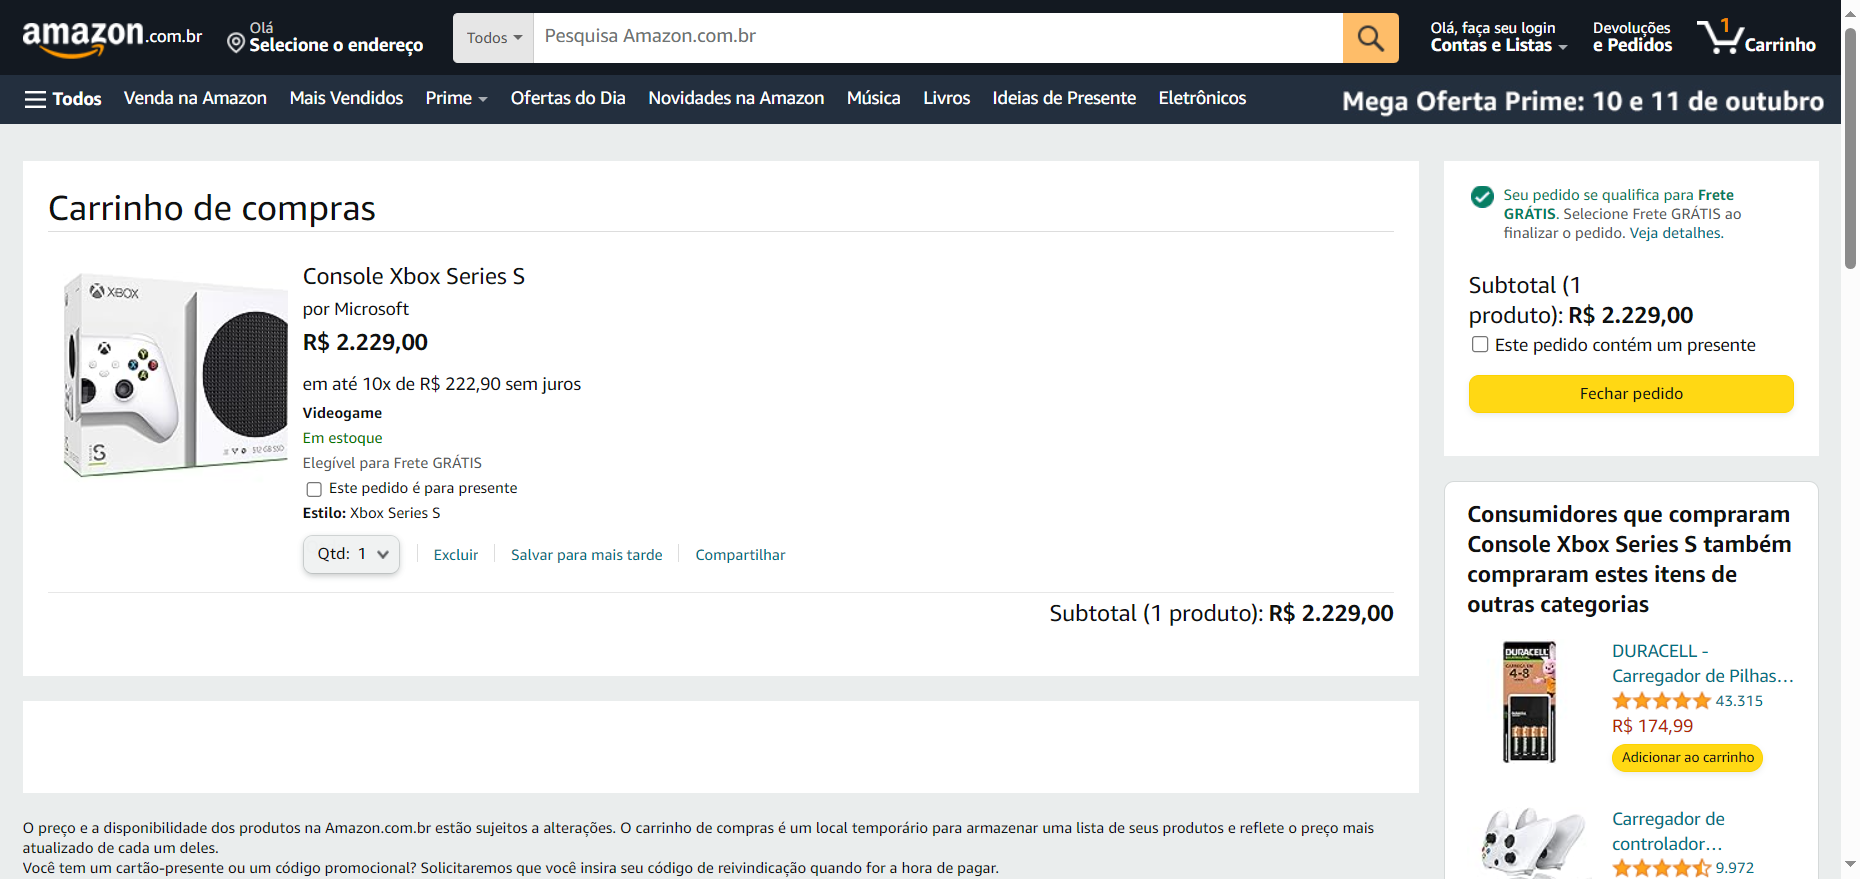 amazon.com.br
Olá
Selecione o endereço
Todos
Pesquisa Amazon.com.br
Olá, faça seu login
Contas e Listas
Devoluções
e Pedidos
1
Carrinho
Todos
Venda na Amazon
Mais Vendidos
Prime
Ofertas do Dia
Novidades na Amazon
Música
Livros
Ideias de Presente
Eletrônicos
Mega Oferta Prime: 10 e 11 de outubro
Carrinho de compras
XBOX
S
512 GB SSD
Console Xbox Series S
por Microsoft
R$ 2.229,00
em até 10x de R$ 222,90 sem juros
Videogame
Em estoque
Elegível para Frete GRÁTIS
Este pedido é para presente
Estilo: Xbox Series S
Qtd: 1
Excluir
Salvar para mais tarde
Compartilhar
Subtotal (1 produto): R$ 2.229,00
O preço e a disponibilidade dos produtos na Amazon.com.br estão sujeitos a alterações. O carrinho de compras é um local temporário para armazenar uma lista de seus produtos e reflete o preço mais
atualizado de cada um deles.
Você tem um cartão-presente ou um código promocional? Solicitaremos que você insira seu código de reivindicação quando for a hora de pagar.
Seu pedido se qualifica para Frete
GRÁTIS. Selecione Frete GRÁTIS ao
finalizar o pedido. Veja detalhes.
Subtotal (1
produto): R$ 2.229,00
Este pedido contém um presente
Fechar pedido
Consumidores que compraram
Console Xbox Series S também
compraram estes itens de
outras categorias
DURACELL
4-8
DURACELL -
Carregador de Pilhas…
43.315
R$ 174,99
Adicionar ao carrinho
Carregador de
controlador…
9.972